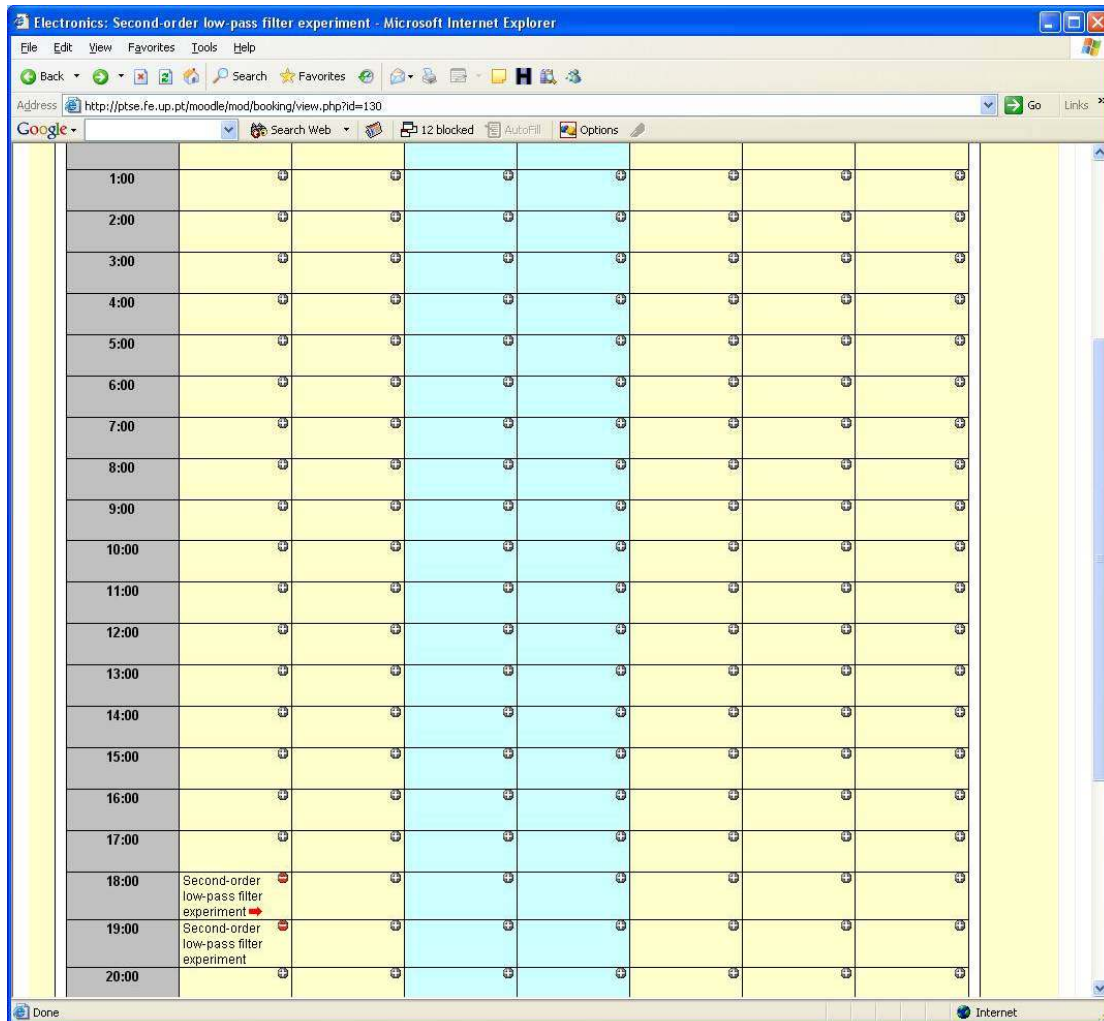 Electronics: Second-order low-pass filter experiment - Microsoft Internet Explorer
File Edit View Favorites Tools Help
Back Search Favorites
Address http://ptse.fe.up.pt/moodle/mod/booking/view.php?id=130 Go Links »
Google Search Web 12 blocked AutoFill Options
1:00
2:00
3:00
4:00
5:00
6:00
7:00
8:00
9:00
10:00
11:00
12:00
13:00
14:00
15:00
16:00
17:00
18:00 Second-order
low-pass filter
experiment
19:00 Second-order
low-pass filter
experiment
20:00
Done Internet